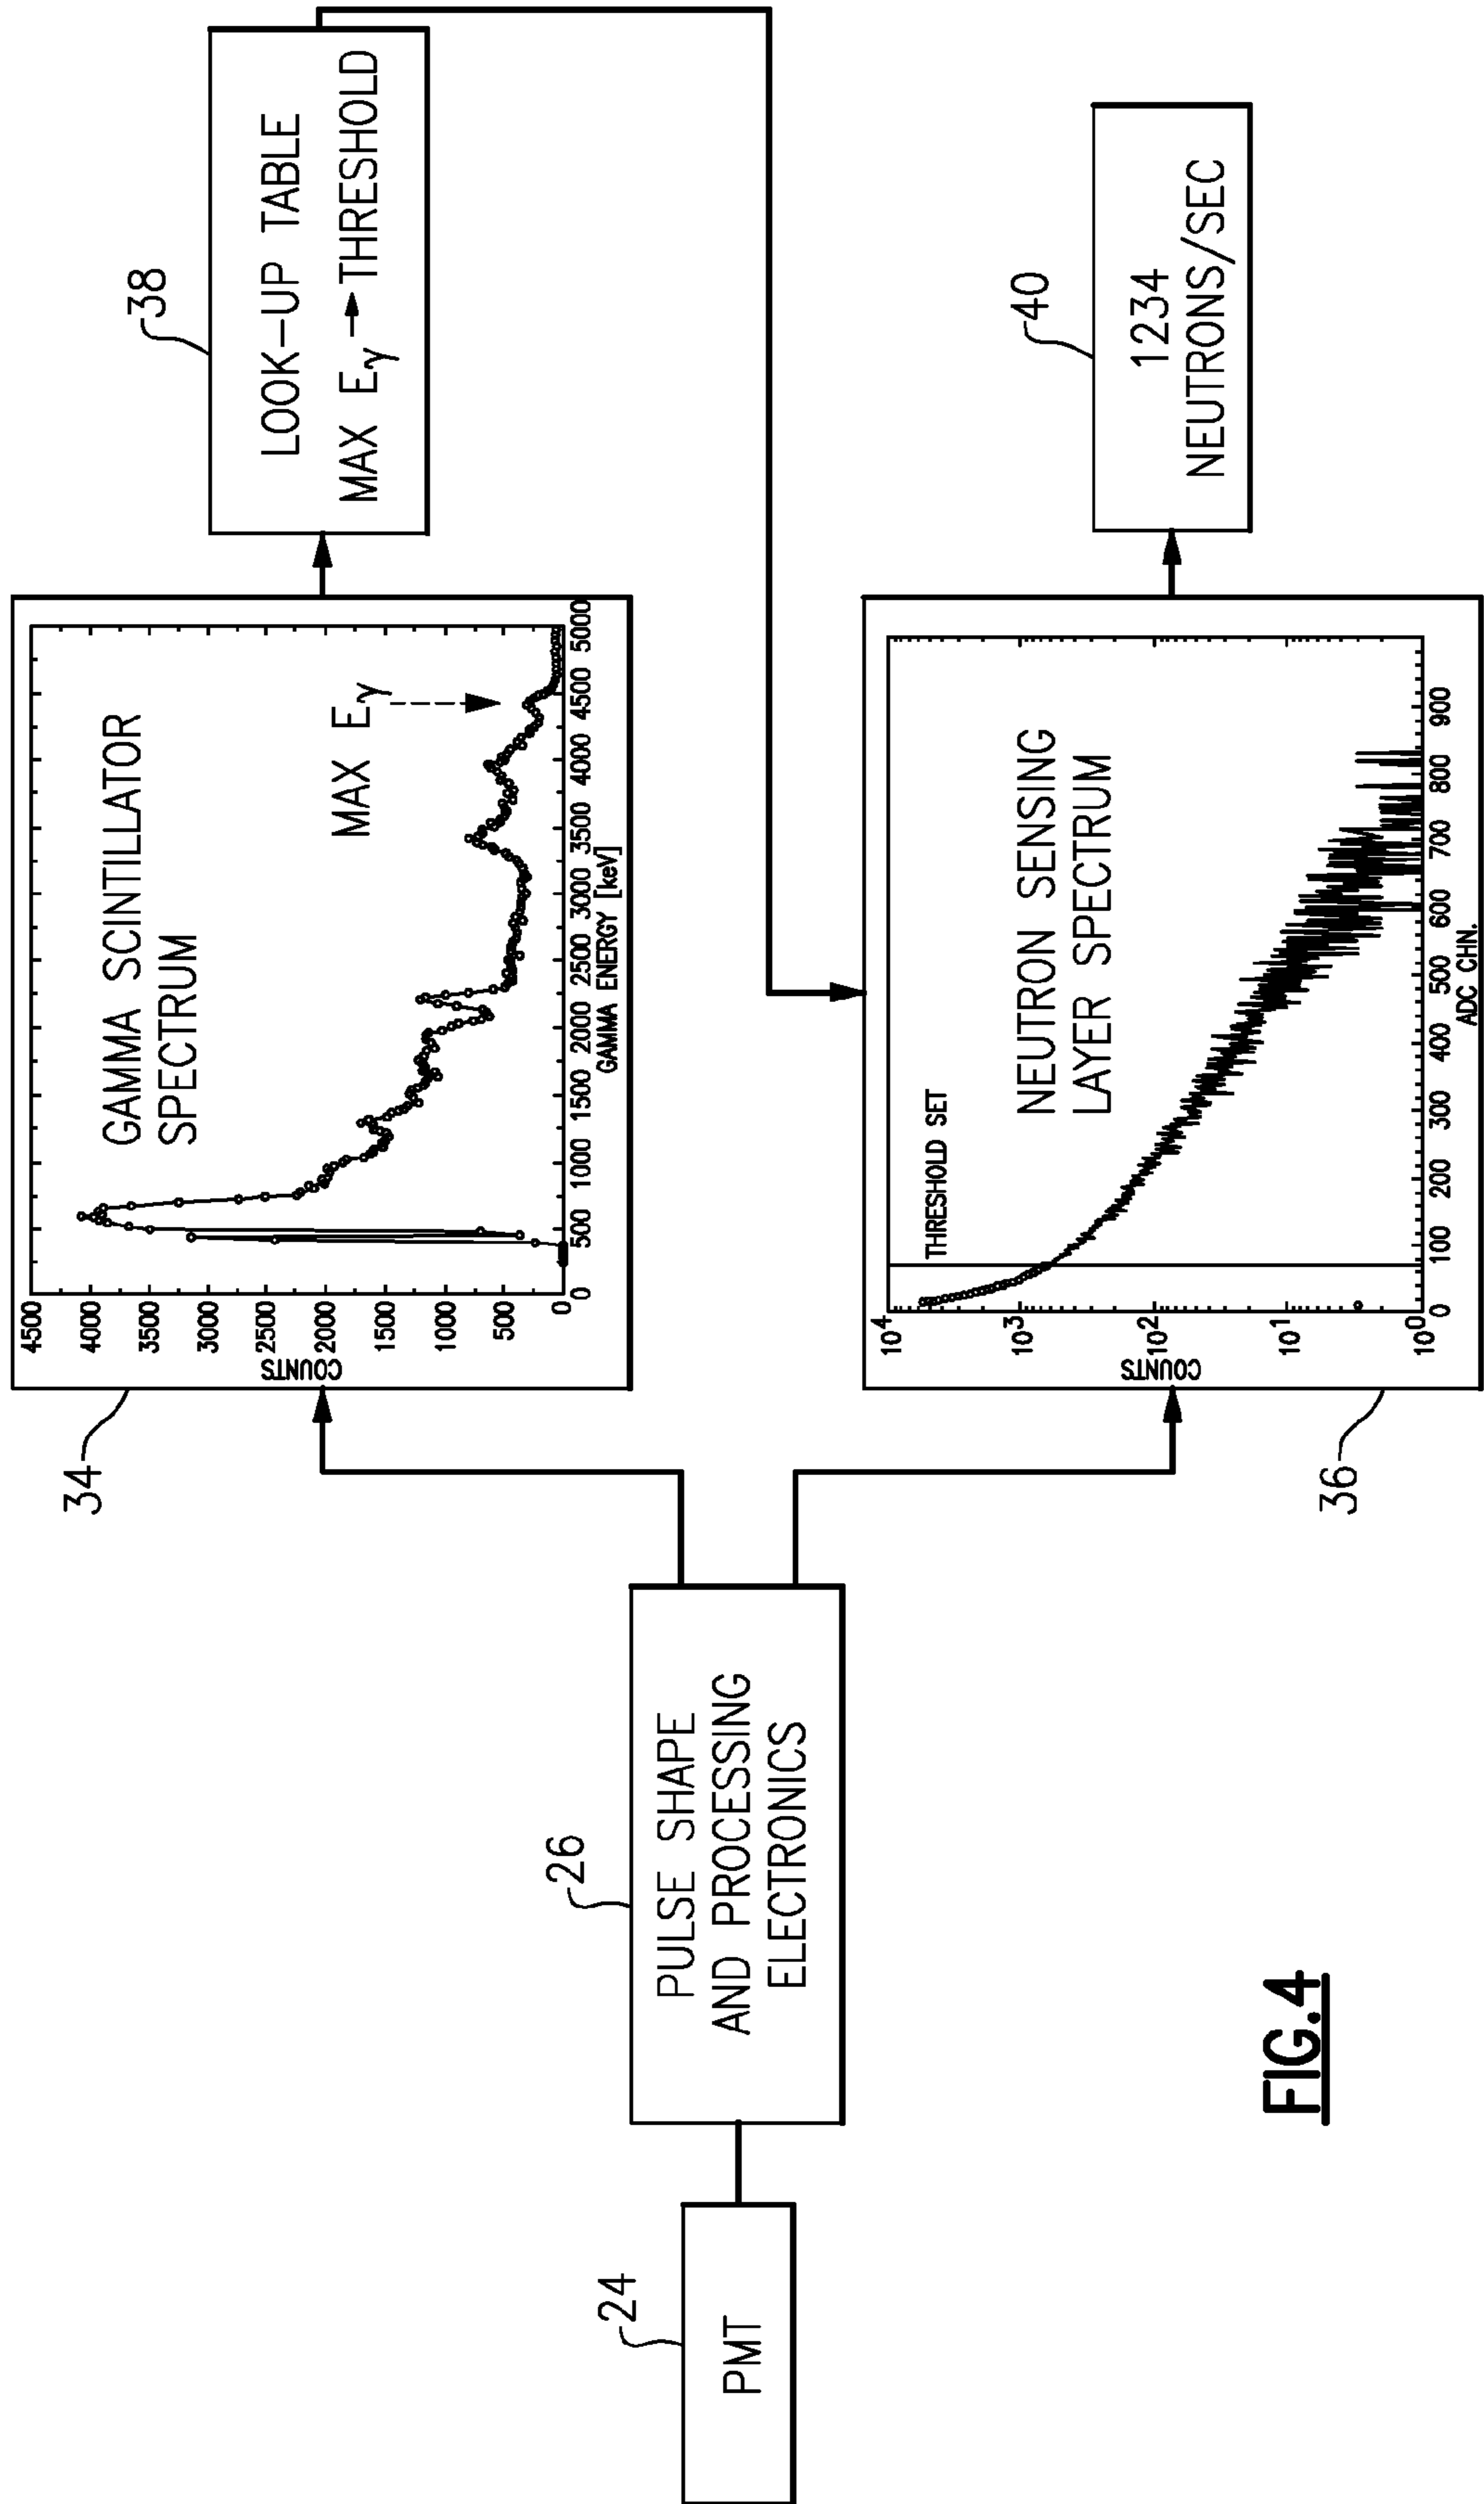 24
PMT
26
PULSE SHAPE
AND PROCESSING
ELECTRONICS
34
4500
4000
3500
3000
2500
2000
1500
1000
500
0
COUNTS
GAMMA SCINTILLATOR
SPECTRUM
MAX Eγ
0 500 1000 1500 2000 2500 3000 3500 4000 4500 5000
GAMMA ENERGY [keV]
38
LOOK-UP TABLE
MAX Eγ → THRESHOLD
36
10⁴
10³
10²
10¹
10⁰
COUNTS
THRESHOLD SET
NEUTRON SENSING
LAYER SPECTRUM
0 100 200 300 400 500 600 700 800 900
ADC CHN.
40
1234
NEUTRONS/SEC
FIG.4